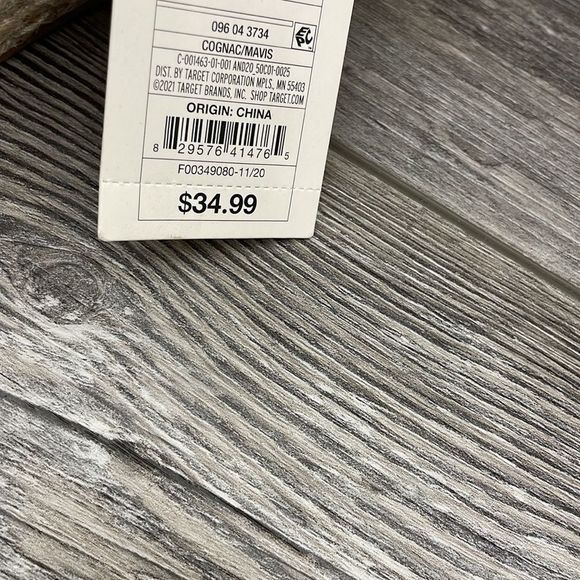 096 04 3734
COGNAC/MAVIS
C-001463-01-001 AND20_50C01-0025
DIST. BY TARGET CORPORATION MPLS, MN 55403
©2021 TARGET BRANDS, INC. SHOP TARGET.COM
ORIGIN: CHINA
8 29576 41476 5
F00349080-11/20
$34.99